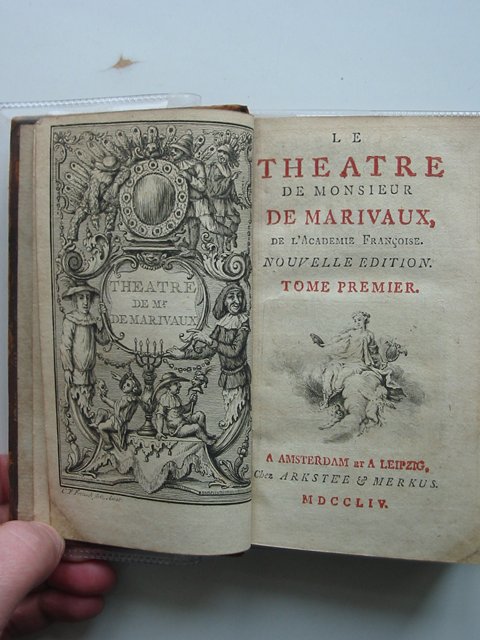 THEATRE
DE Mr
DE MARIVAUX
LE
THEATRE
DE MONSIEUR
DE MARIVAUX,
DE L'ACADEMIE FRANÇOISE.
NOUVELLE EDITION.
TOME PREMIER.
A AMSTERDAM ET A LEIPZIG,
Chez ARKSTEE & MERKUS.
MDCCLIV.